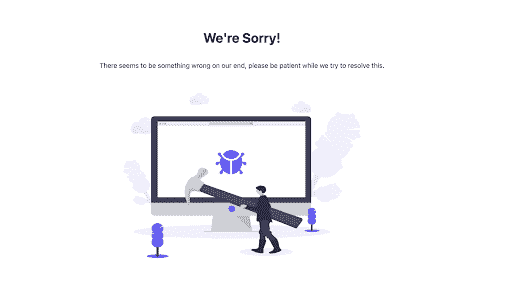 We're Sorry!
There seems to be something wrong on our end, please be patient while we try to resolve this.